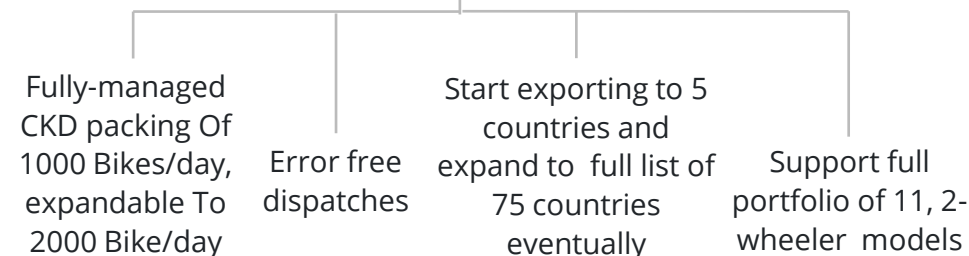 Fully-managed
CKD packing Of
1000 Bikes/day,
expandable To
2000 Bike/day
Error free
dispatches
Start exporting to 5
countries and
expand to full list of
75 countries
eventually
Support full
portfolio of 11, 2-
wheeler models